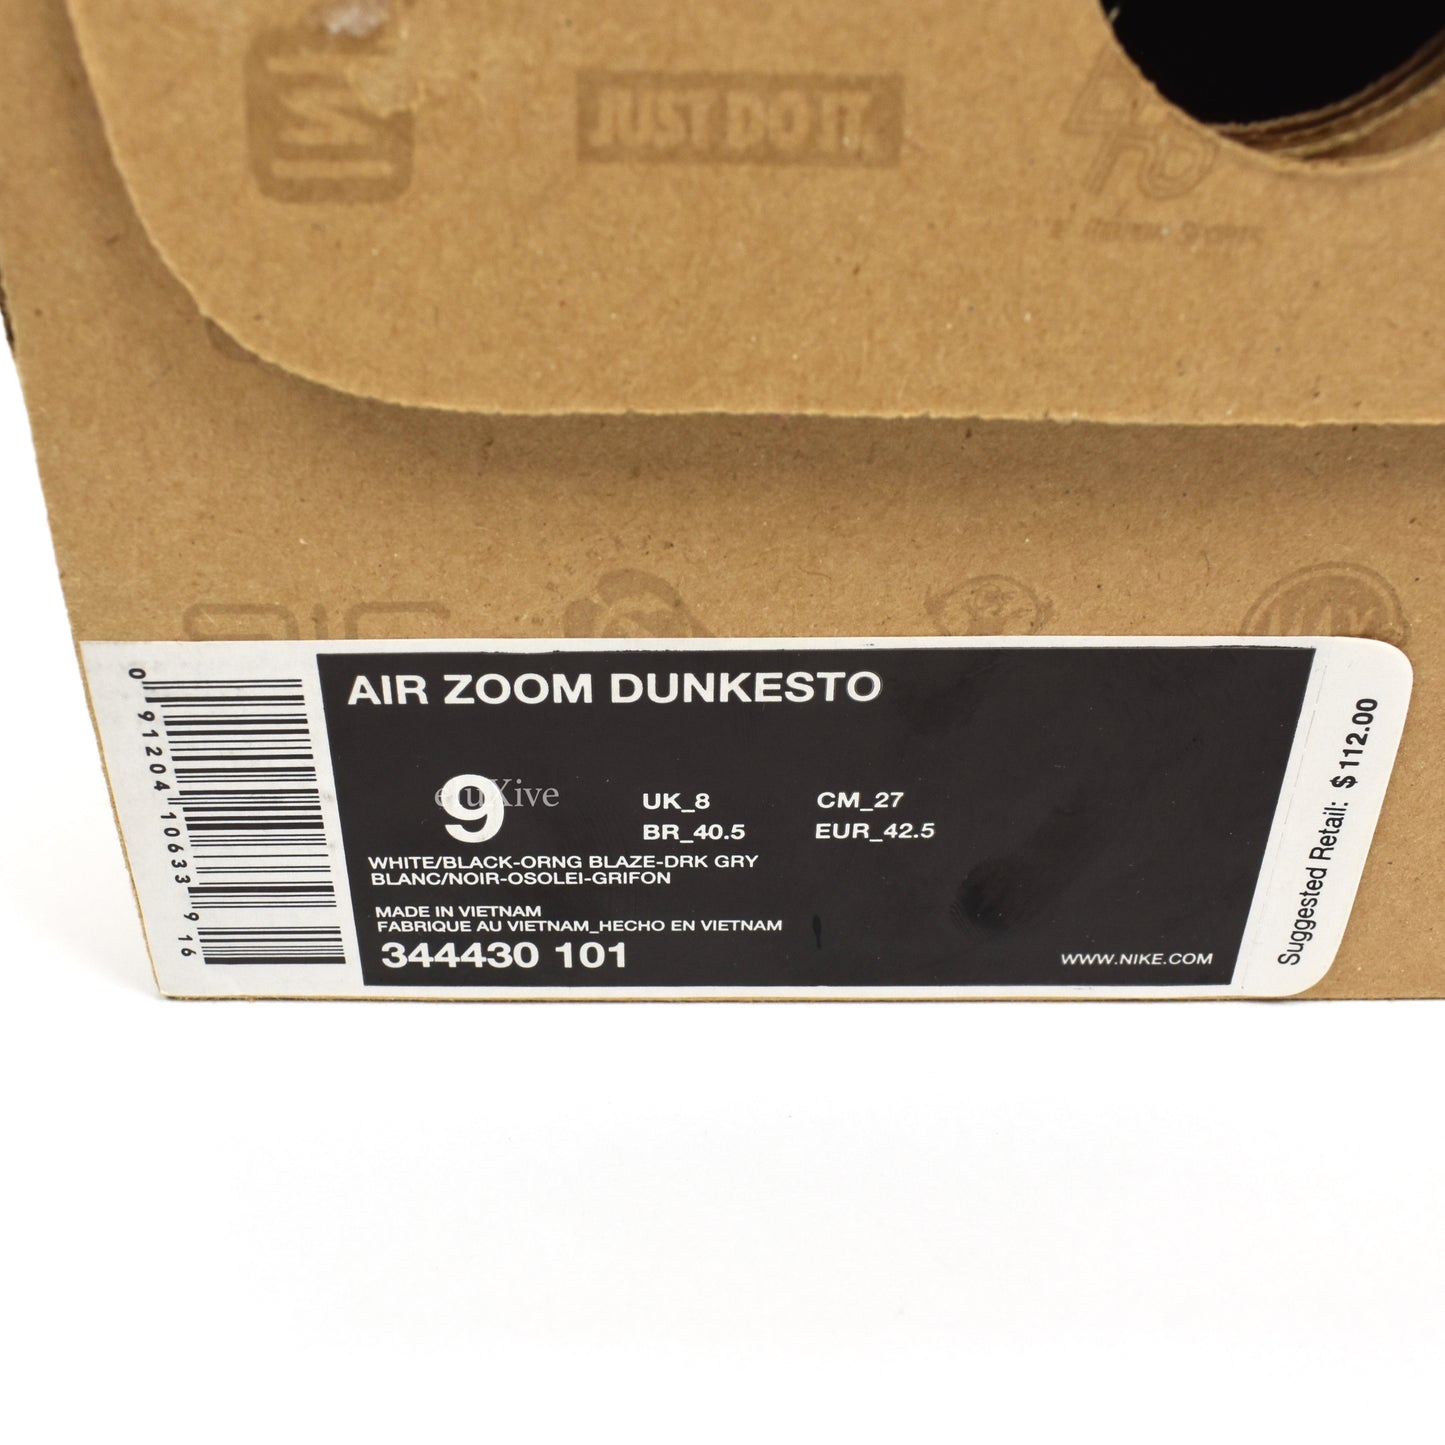 JUST DO IT.
AIR ZOOM DUNKESTO
9
eluXive
UK_8
CM_27
BR_40.5
EUR_42.5
WHITE/BLACK-ORNG BLAZE-DRK GRY
BLANC/NOIR-OSOLEI-GRIFON
MADE IN VIETNAM
FABRIQUE AU VIETNAM_HECHO EN VIETNAM
344430 101
WWW.NIKE.COM
0 91204 10633 9 16
Suggested Retail: $ 112.00